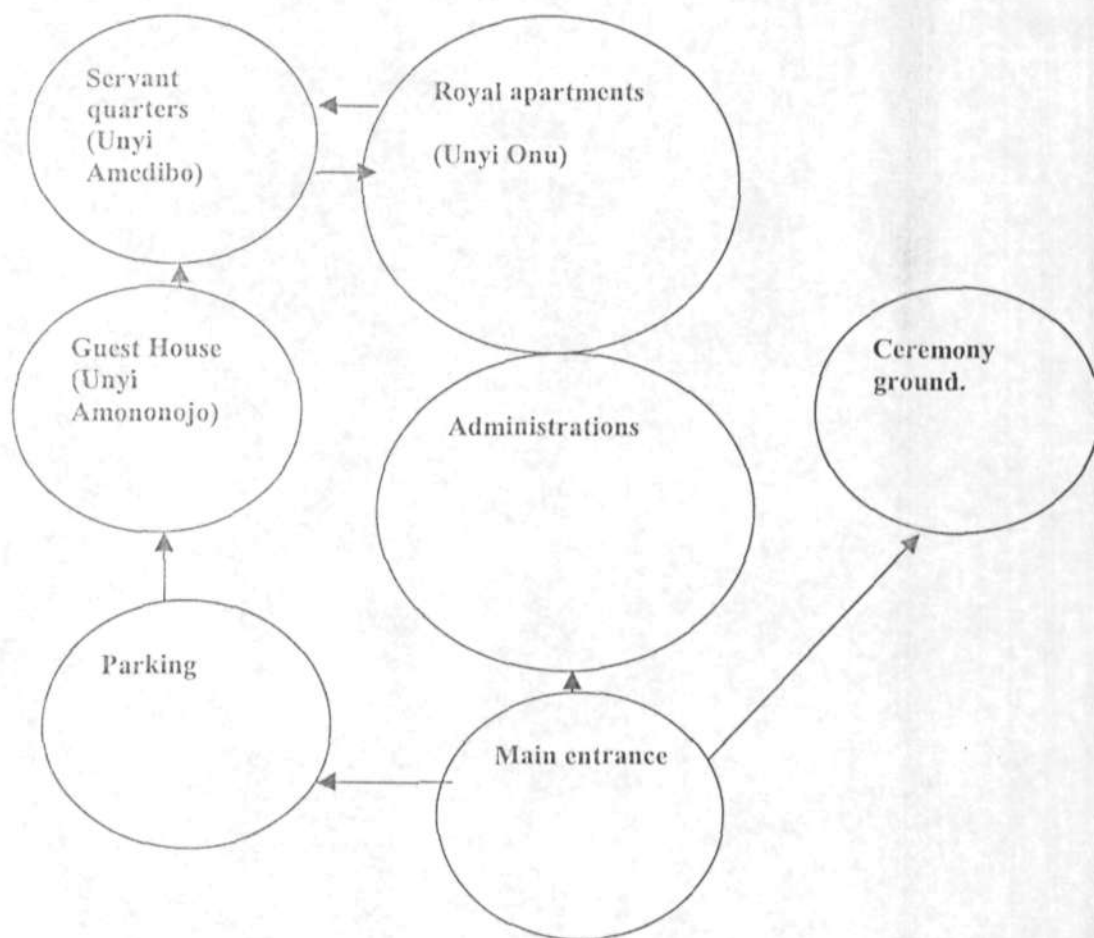 Servant
quarters
(Unyi
Amedibo)
Royal apartments
(Unyi Onu)
Guest House
(Unyi
Amononojo)
Administrations
Ceremony
ground.
Parking
Main entrance